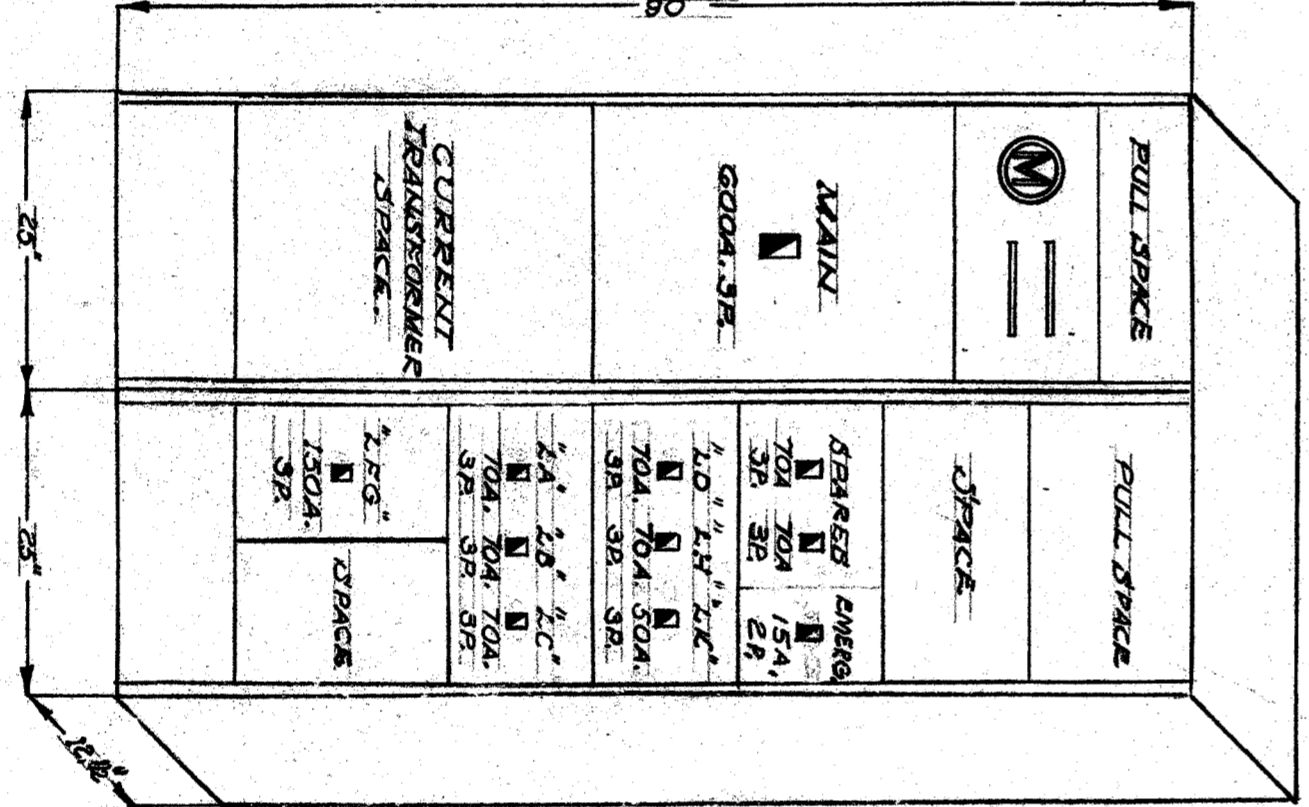 PULL SPACE
M
MAIN
600A. 3P.
CURRENT
TRANSFORMER
SPACE.
PULL SPACE
SPACE
SPARES EMERG.
70A 70A 15A,
3P. 3P. 2P.
"LD" "LH" "LK"
70A. 70A. 50A.
3P. 3P. 3P.
"LA" "LB" "LC"
70A. 70A. 70A.
3P. 3P. 3P.
"LFG"
150A.
3P.
SPACE
90
25"
25"